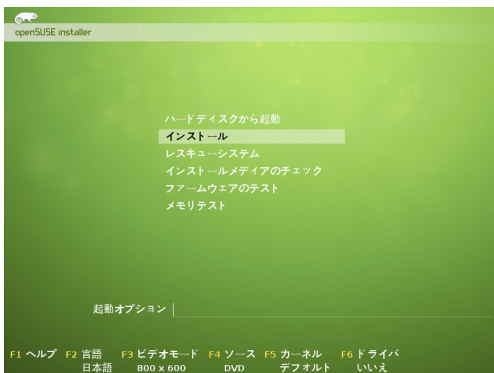 openSUSE installer
ハードディスクから起動
インストール
レスキューシステム
インストールメディアのチェック
ファームウェアのテスト
メモリテスト
起動オプション
F1 ヘルプ F2 言語 F3 ビデオモード F4 ソース F5 カーネル F6 ドライバ
日本語 800 x 600 DVD デフォルト いいえ